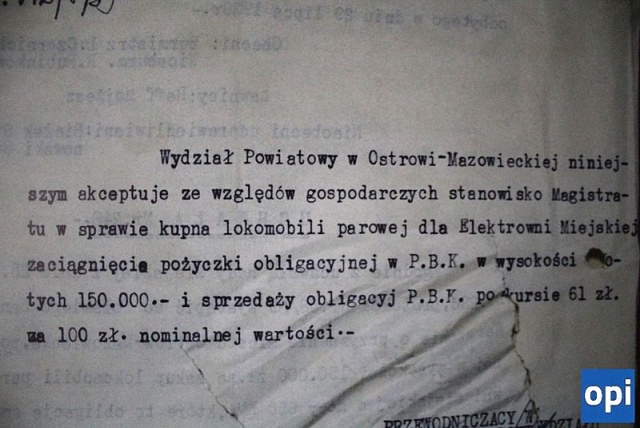 Wydział Powiatowy w Ostrowi-Mazowieckiej niniej-
szym akceptuje ze względów gospodarczych stanowisko Magistra-
tu w sprawie kupna lokomobili parowej dla Elektrowni Miejskiej
zaciągnięcia pożyczki obligacyjnej w P.B.K. w wysokości
tych 150.000.- i sprzedaży obligacyj P.B.K. po kursie 61 zł.
za 100 zł. nominalnej wartości.-
PRZEWODNICZĄCY
opi